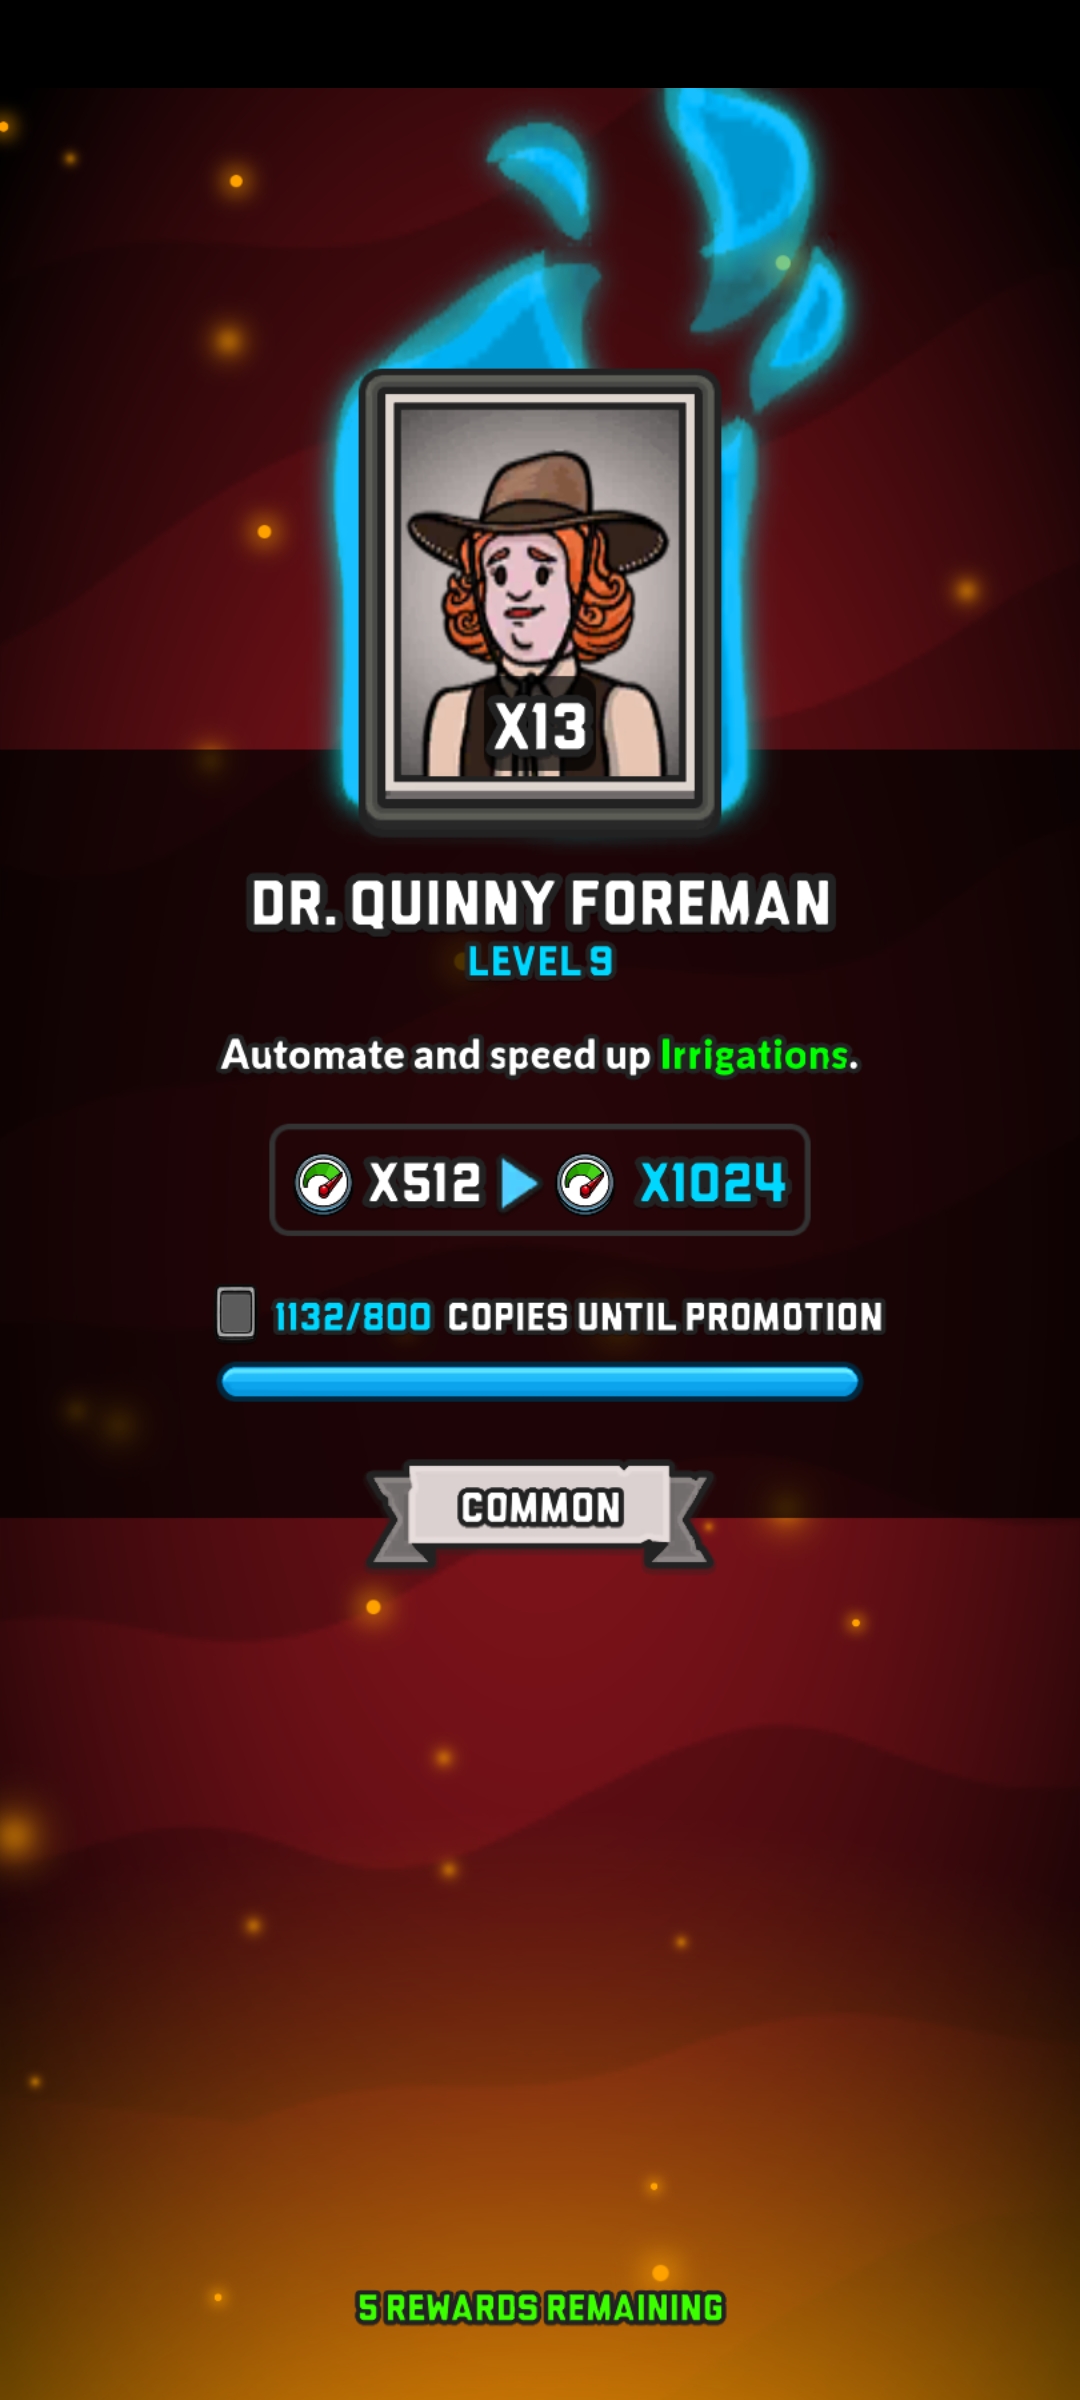 X13
DR. QUINNY FOREMAN
LEVEL 9
Automate and speed up Irrigations.
X512 X1024
1132/800 COPIES UNTIL PROMOTION
COMMON
5 REWARDS REMAINING